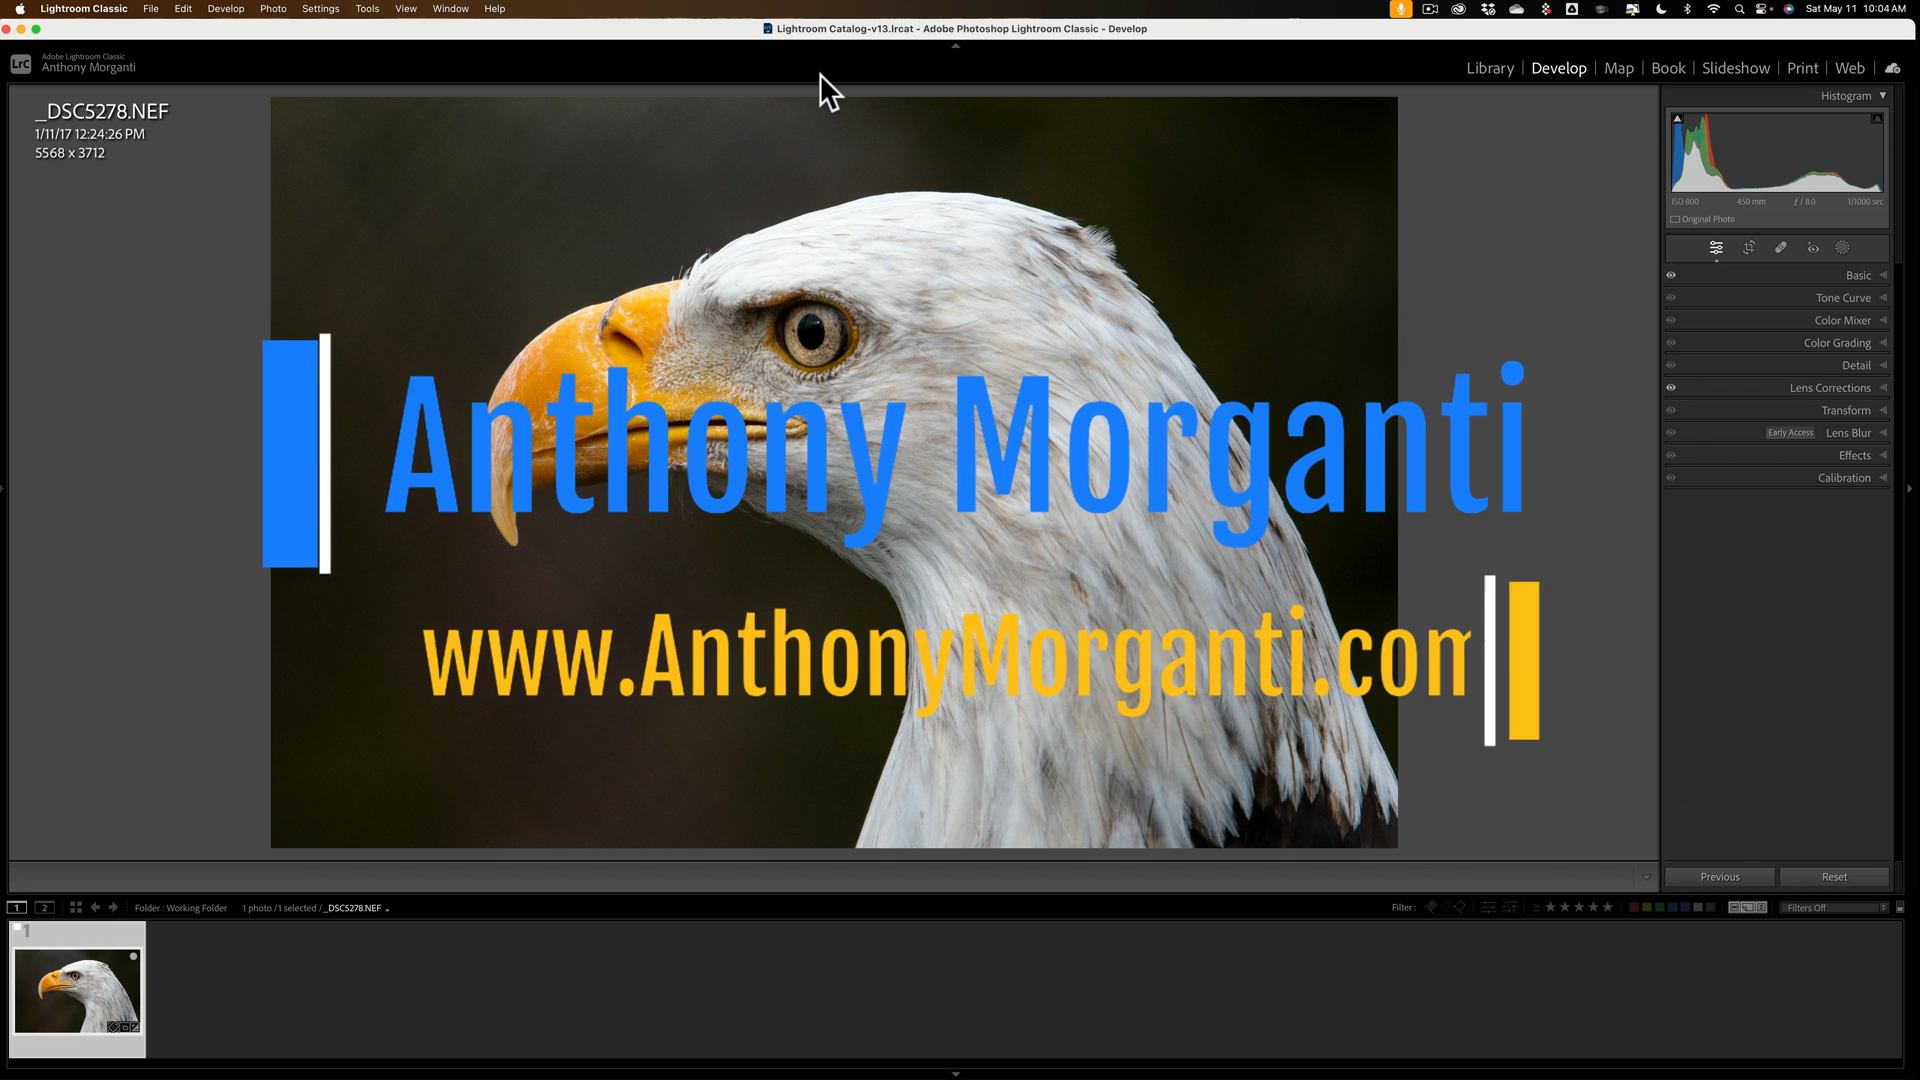 Lightroom Classic File Edit Develop Photo Settings Tools View Window Help Sat May 11 10:04 AM
Lightroom Catalog-v13.lrcat - Adobe Photoshop Lightroom Classic - Develop
LrC
Adobe Lightroom Classic
Anthony Morganti
Library | Develop | Map | Book | Slideshow | Print | Web
_DSC5278.NEF
1/11/17 12:24:26 PM
5568 x 3712
Histogram
ISO 800 450 mm ƒ / 8.0 1/1000 sec
Original Photo
Basic
Tone Curve
Color Mixer
Color Grading
Detail
Lens Corrections
Transform
Early Access Lens Blur
Effects
Calibration
Anthony Morganti
www.AnthonyMorganti.com
Previous Reset
1 2 Folder : Working Folder 1 photo / 1 selected / _DSC5278.NEF Filter : ≥ ★★★★★ Filters Off
1